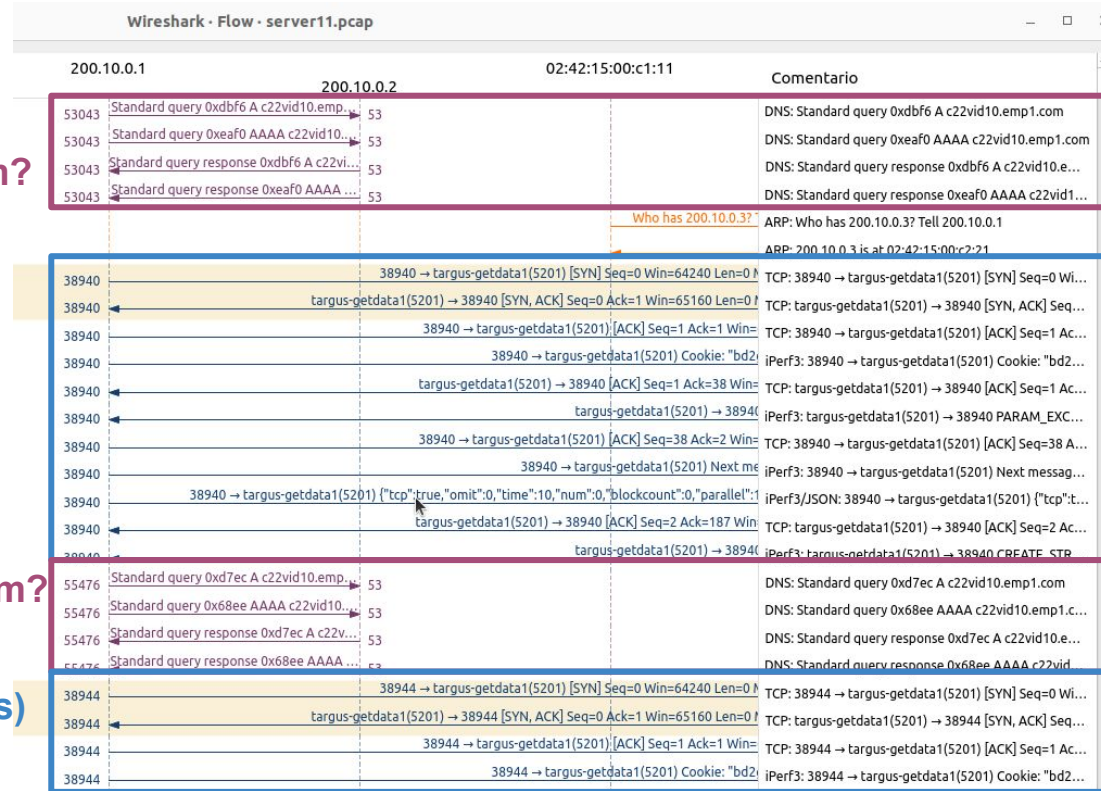 Wireshark · Flow · server11.pcap
200.10.0.1
200.10.0.2
02:42:15:00:c1:11
Comentario
53043 Standard query 0xdbf6 A c22vid10.emp... 53 DNS: Standard query 0xdbf6 A c22vid10.emp1.com
53043 Standard query 0xeaf0 AAAA c22vid10.... 53 DNS: Standard query 0xeaf0 AAAA c22vid10.emp1.com
m?
53043 Standard query response 0xdbf6 A c22vi... 53 DNS: Standard query response 0xdbf6 A c22vid10.e...
53043 Standard query response 0xeaf0 AAAA ... 53 DNS: Standard query response 0xeaf0 AAAA c22vid1...
Who has 200.10.0.3? ARP: Who has 200.10.0.3? Tell 200.10.0.1
ARP: 200.10.0.3 is at 02:42:15:00:c2:21
38940 38940 → targus-getdata1(5201) [SYN] Seq=0 Win=64240 Len=0 TCP: 38940 → targus-getdata1(5201) [SYN] Seq=0 Wi...
38940 targus-getdata1(5201) → 38940 [SYN, ACK] Seq=0 Ack=1 Win=65160 Len=0 TCP: targus-getdata1(5201) → 38940 [SYN, ACK] Seq...
38940 38940 → targus-getdata1(5201) [ACK] Seq=1 Ack=1 Win= TCP: 38940 → targus-getdata1(5201) [ACK] Seq=1 Ac...
38940 38940 → targus-getdata1(5201) Cookie: "bd2 iPerf3: 38940 → targus-getdata1(5201) Cookie: "bd2...
38940 targus-getdata1(5201) → 38940 [ACK] Seq=1 Ack=38 Win= TCP: targus-getdata1(5201) → 38940 [ACK] Seq=1 Ac...
38940 targus-getdata1(5201) → 38940 iPerf3: targus-getdata1(5201) → 38940 PARAM_EXC...
38940 38940 → targus-getdata1(5201) [ACK] Seq=38 Ack=2 Win= TCP: 38940 → targus-getdata1(5201) [ACK] Seq=38 A...
38940 38940 → targus-getdata1(5201) Next me iPerf3: 38940 → targus-getdata1(5201) Next messag...
38940 38940 → targus-getdata1(5201) {"tcp":true,"omit":0,"time":10,"num":0,"blockcount":0,"parallel":1 iPerf3/JSON: 38940 → targus-getdata1(5201) {"tcp":t...
38940 targus-getdata1(5201) → 38940 [ACK] Seq=2 Ack=187 Win TCP: targus-getdata1(5201) → 38940 [ACK] Seq=2 Ac...
38940 targus-getdata1(5201) → 38940 iPerf3: targus-getdata1(5201) → 38940 CREATE_STR...
m?
55476 Standard query 0xd7ec A c22vid10.emp... 53 DNS: Standard query 0xd7ec A c22vid10.emp1.com
55476 Standard query 0x68ee AAAA c22vid10.... 53 DNS: Standard query 0x68ee AAAA c22vid10.emp1.c...
55476 Standard query response 0xd7ec A c22v... 53 DNS: Standard query response 0xd7ec A c22vid10.e...
55476 Standard query response 0x68ee AAAA ... 53 DNS: Standard query response 0x68ee AAAA c22vid...
s)
38944 38944 → targus-getdata1(5201) [SYN] Seq=0 Win=64240 Len=0 TCP: 38944 → targus-getdata1(5201) [SYN] Seq=0 Wi...
38944 targus-getdata1(5201) → 38944 [SYN, ACK] Seq=0 Ack=1 Win=65160 Len=0 TCP: targus-getdata1(5201) → 38944 [SYN, ACK] Seq...
38944 38944 → targus-getdata1(5201) [ACK] Seq=1 Ack=1 Win= TCP: 38944 → targus-getdata1(5201) [ACK] Seq=1 Ac...
38944 38944 → targus-getdata1(5201) Cookie: "bd2 iPerf3: 38944 → targus-getdata1(5201) Cookie: "bd2...